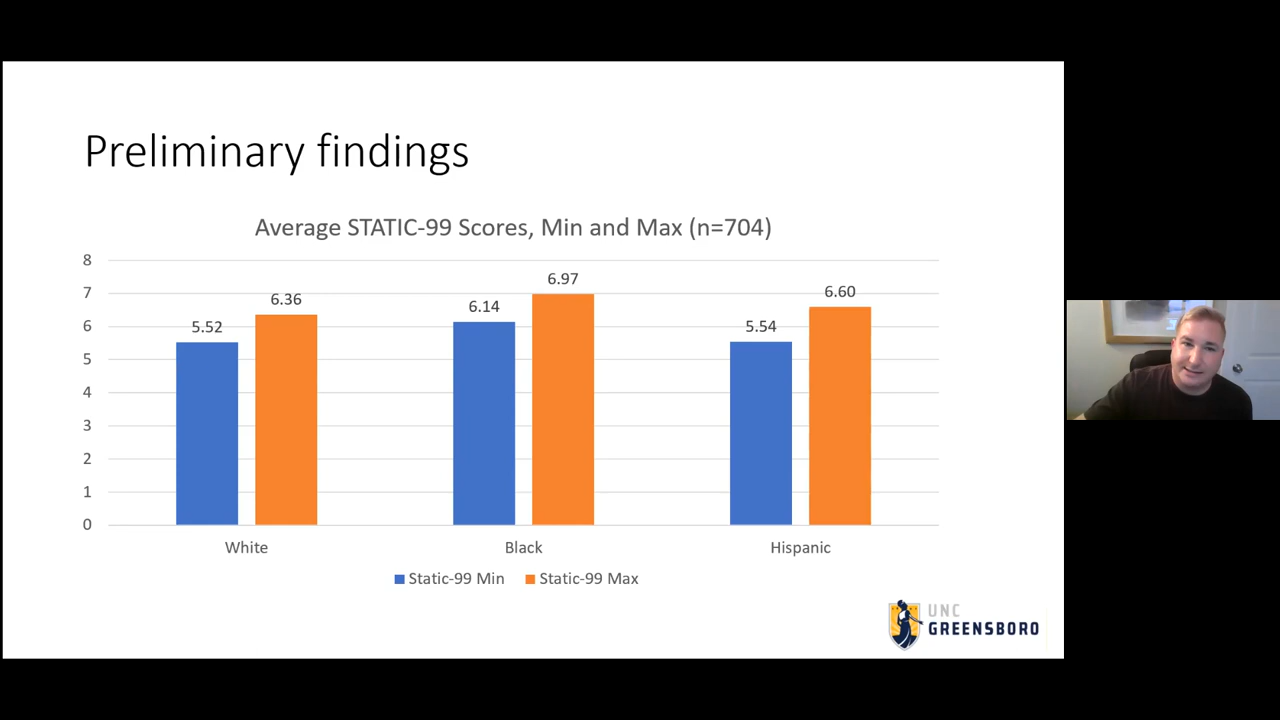 Preliminary findings
Average STATIC-99 Scores, Min and Max (n=704)
8
7
6
5
4
3
2
1
0
5.52
6.36
6.14
6.97
5.54
6.60
White
Black
Hispanic
Static-99 Min
Static-99 Max
UNC
GREENSBORO